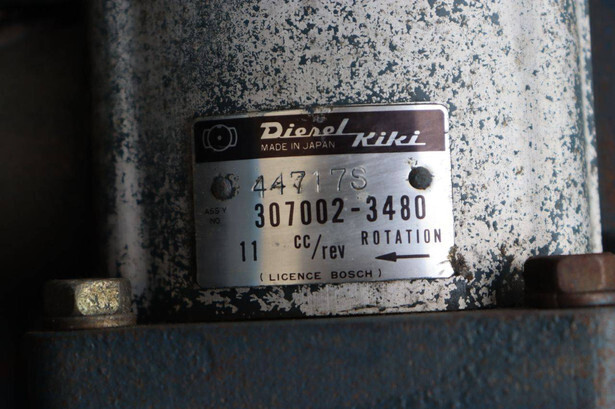 Diesel Kiki
MADE IN JAPAN
44717S
ASS'Y NO. 307002-3480
11 cc/rev ROTATION
(LICENCE BOSCH)